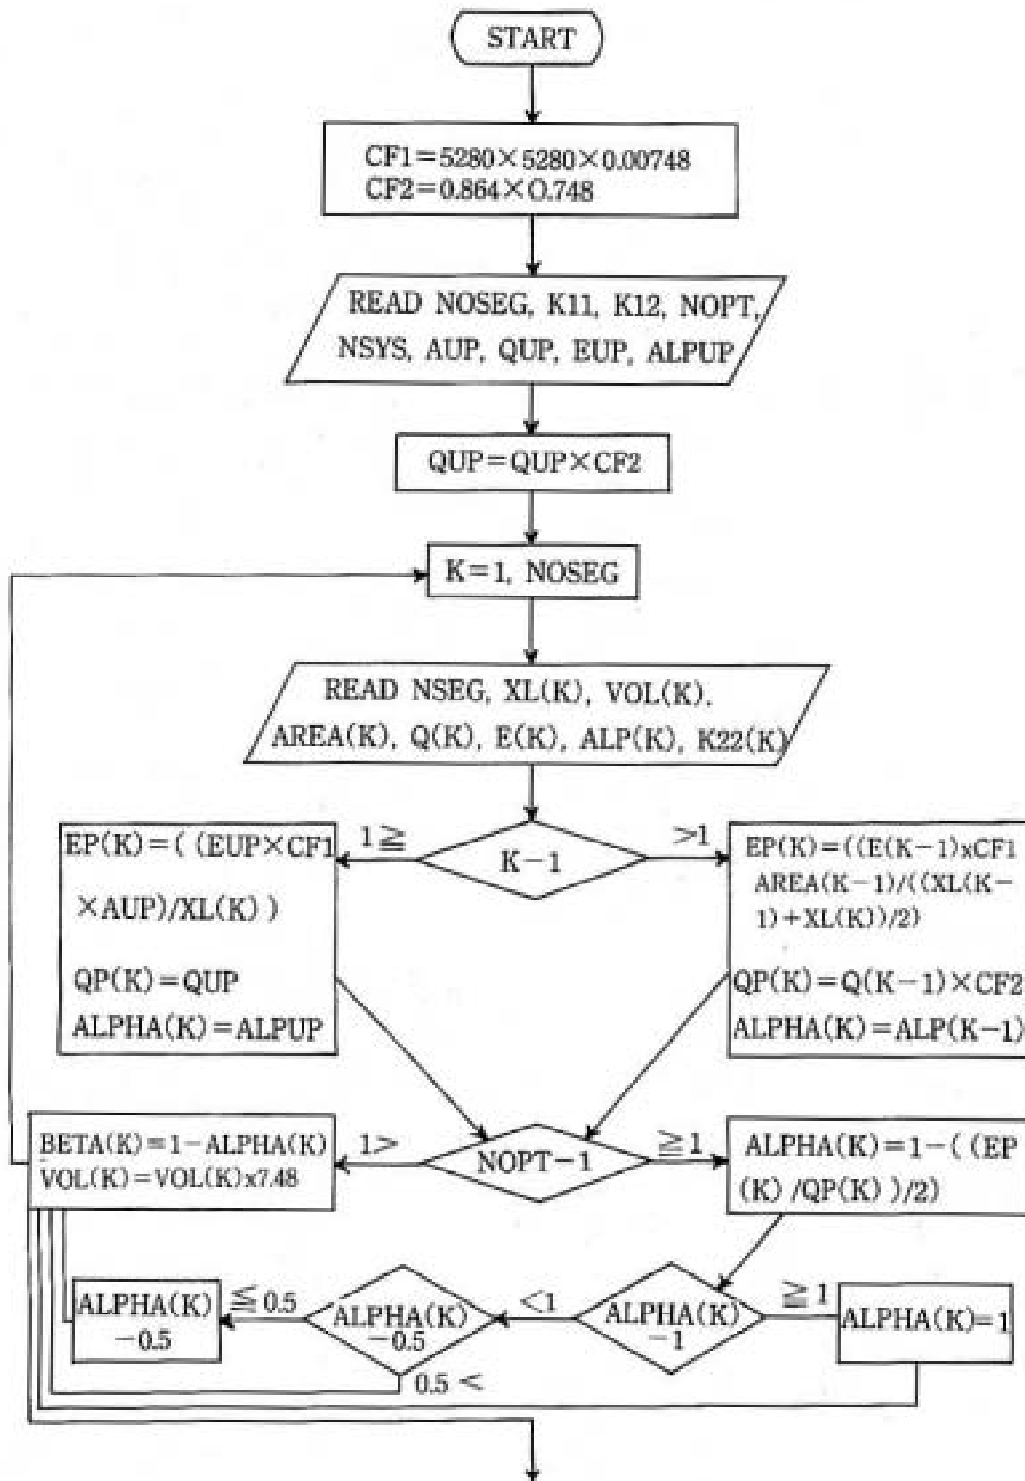 START
CF1=5280×5280×0.00748
CF2=0.864×0.748
READ NOSEG, K11, K12, NOPT,
NSYS, AUP, QUP, EUP, ALPUP
QUP=QUP×CF2
K=1, NOSEG
READ NSEG, XL(K), VOL(K).
AREA(K), Q(K), E(K), ALP(K), K22(K)
EP(K)=( (EUP×CF1
×AUP)/XL(K) )
QP(K)=QUP
ALPHA(K)=ALPUP
1≧
K-1
>1
EP(K)=((E(K-1)xCF1
AREA(K-1)/((XL(K-
1)+XL(K))/2)
QP(K)=Q(K-1)×CF2
ALPHA(K)=ALP(K-1)
BETA(K)=1-ALPHA(K)
VOL(K)=VOL(K)x7.48
1>
NOPT-1
≧1
ALPHA(K)=1-( (EP
(K) /QP(K) )/2)
ALPHA(K)
-0.5
≦0.5
ALPHA(K)
-0.5
0.5 <
<1
ALPHA(K)
-1
≧1
ALPHA(K)=1